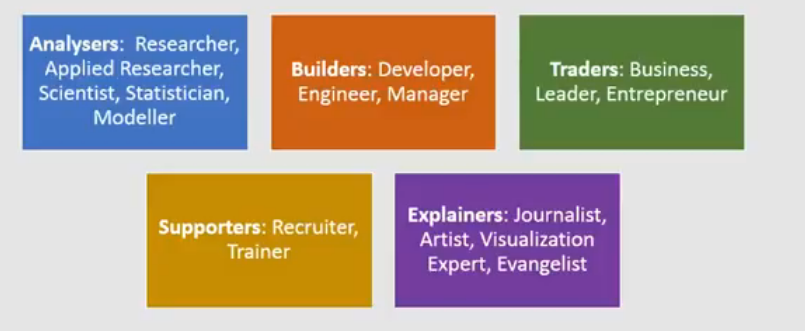 Analysers: Researcher,
Applied Researcher,
Scientist, Statistician,
Modeller
Builders: Developer,
Engineer, Manager
Traders: Business,
Leader, Entrepreneur
Supporters: Recruiter,
Trainer
Explainers: Journalist,
Artist, Visualization
Expert, Evangelist